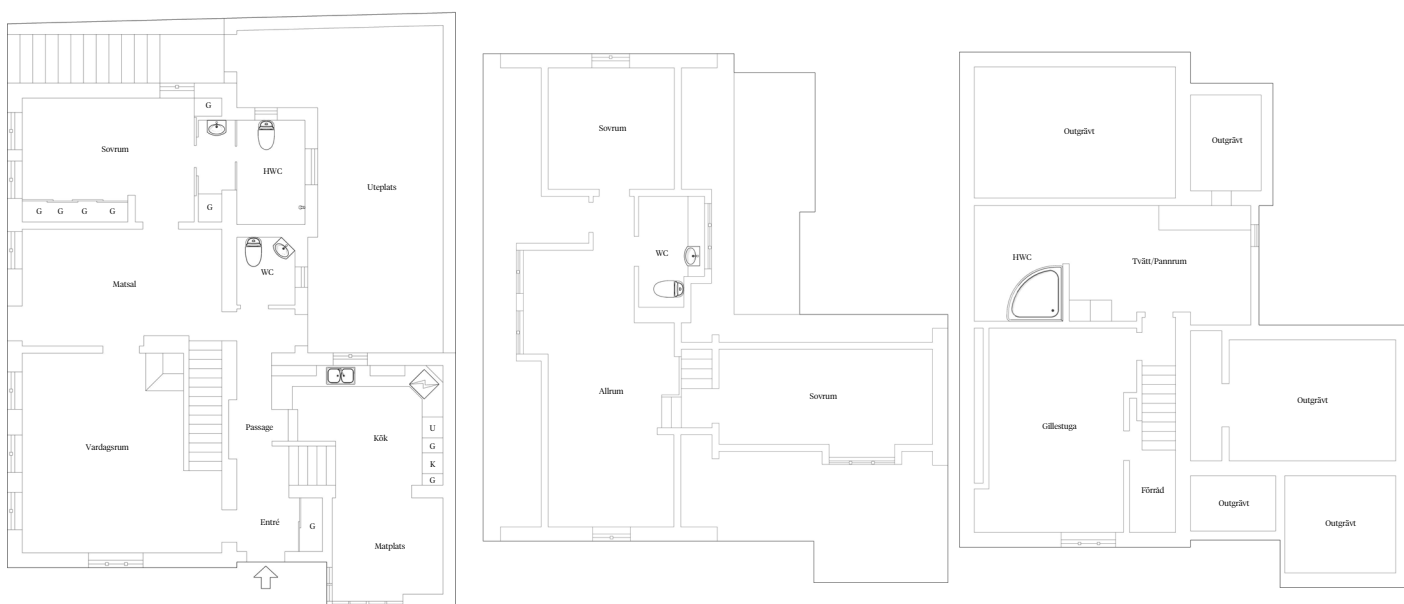 G
Sovrum
HWC
G
G
G
G
G
Uteplats
WC
Matsal
Vardagsrum
Passage
Kök
U
G
K
G
Entré
G
Matplats
Sovrum
WC
Allrum
Sovrum
Outgrävt
Outgrävt
HWC
Tvätt/Pannrum
Gillestuga
Outgrävt
Förråd
Outgrävt
Outgrävt